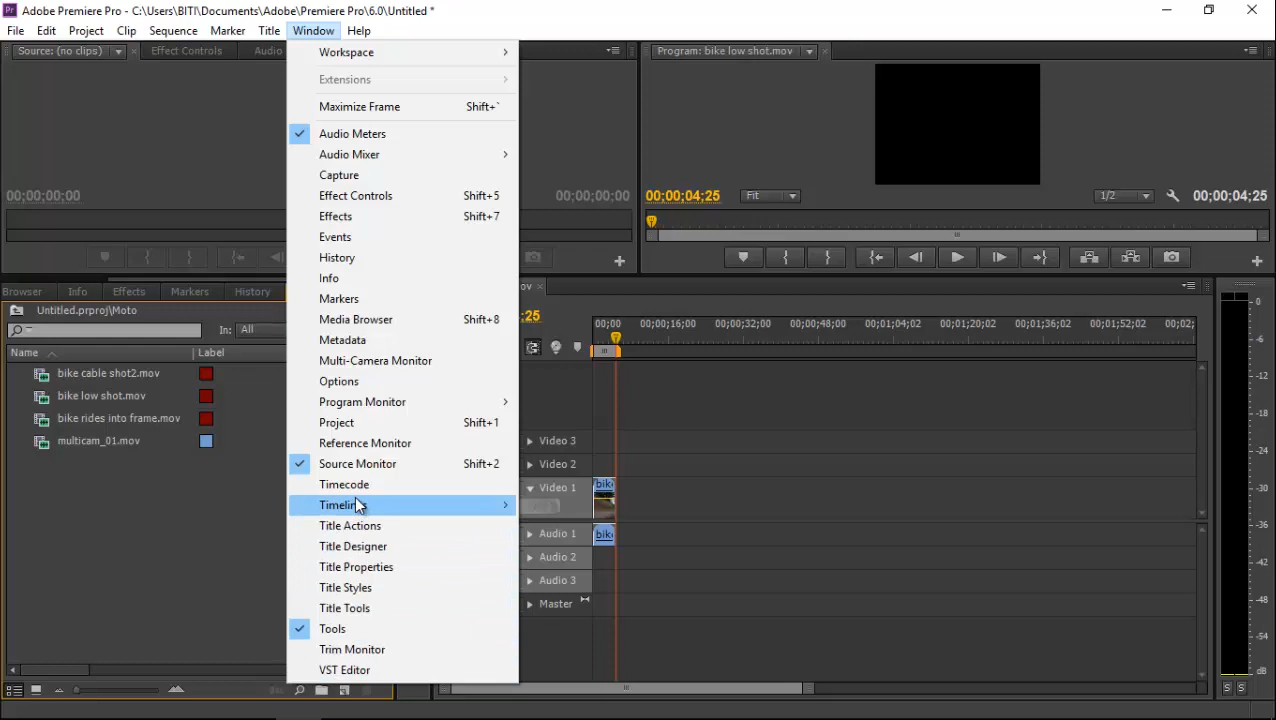 Pr Adobe Premiere Pro - C:\Users\BITI\Documents\Adobe\Premiere Pro\6.0\Untitled *
File Edit Project Clip Sequence Marker Title Window Help
Source: (no clips) Effect Controls Audio
Program: bike low shot.mov
00;00;00;00
00;00;00;00
00;00;04;25 Fit 1/2 00;00;04;25
Workspace
Extensions
Maximize Frame Shift+`
Audio Meters
Audio Mixer
Capture
Effect Controls Shift+5
Effects Shift+7
Events
History
Info
Markers
Media Browser Shift+8
Metadata
Multi-Camera Monitor
Options
Program Monitor
Project Shift+1
Reference Monitor
Source Monitor Shift+2
Timecode
Timelin
Title Actions
Title Designer
Title Properties
Title Styles
Title Tools
Tools
Trim Monitor
VST Editor
Browser Info Effects Markers History
Untitled.prproj\Moto
In: All
Name Label
bike cable shot2.mov
bike low shot.mov
bike rides into frame.mov
multicam_01.mov
ov
;25
00;00 00;00;16;00 00;00;32;00 00;00;48;00 00;01;04;02 00;01;20;02 00;01;36;02 00;01;52;02 00;02;
Video 3
Video 2
Video 1 bike
Audio 1 bike
Audio 2
Audio 3
Master
0
-6
-12
-18
-24
-30
-36
-42
-48
-54
dB
S S